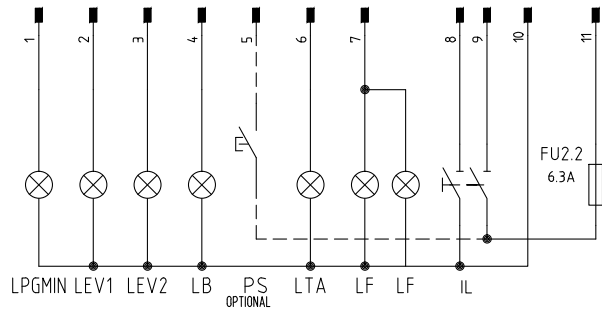 1 2 3 4 5 6 7 8 9 10 11
FU2.2
6.3A
LPGMIN LEV1 LEV2 LB PS LTA LF LF IL
OPTIONAL